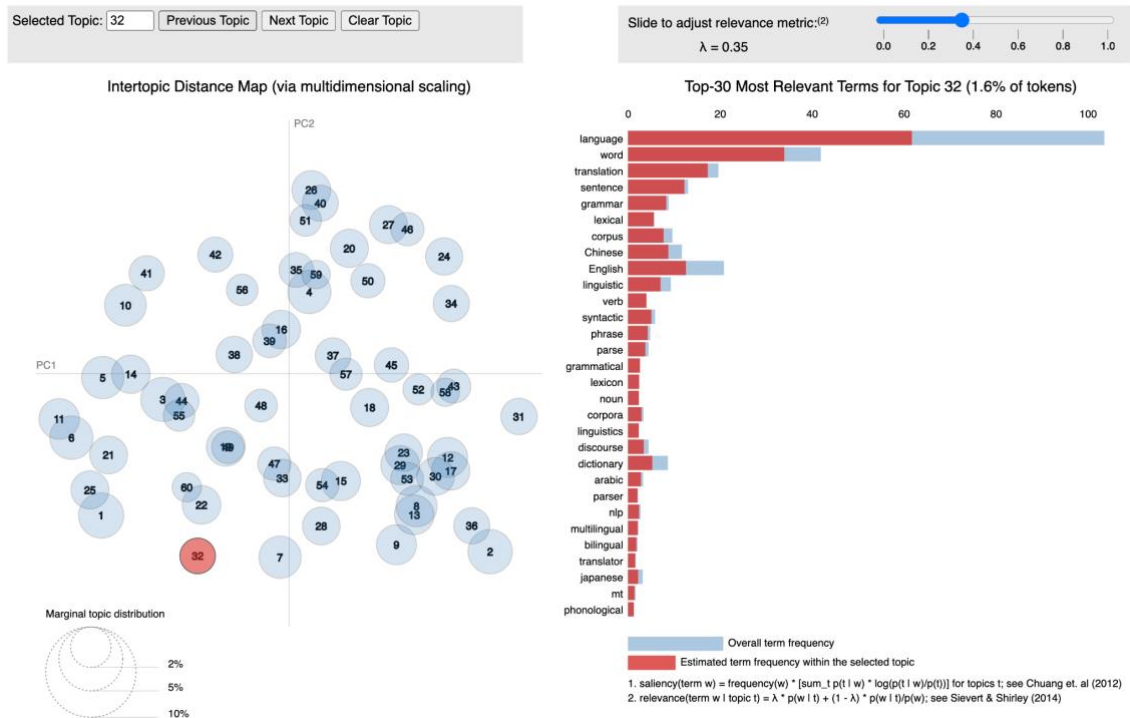 Selected Topic: 32 Previous Topic Next Topic Clear Topic
Slide to adjust relevance metric:(2)
λ = 0.35
0.0 0.2 0.4 0.6 0.8 1.0
Intertopic Distance Map (via multidimensional scaling)
PC2
PC1
26
40
51
27
46
20
24
42
41
35
59
50
56
4
10
34
16
39
38
37
45
57
5
14
52
43
58
3
44
55
48
18
31
11
6
21
49
23
12
47
29
17
33
53
30
25
60
54
15
1
22
8
13
28
36
9
2
32
7
Marginal topic distribution
2%
5%
10%
Top-30 Most Relevant Terms for Topic 32 (1.6% of tokens)
0 20 40 60 80 100
language
word
translation
sentence
grammar
lexical
corpus
Chinese
English
linguistic
verb
syntactic
phrase
parse
grammatical
lexicon
noun
corpora
linguistics
discourse
dictionary
arabic
parser
nlp
multilingual
bilingual
translator
japanese
mt
phonological
Overall term frequency
Estimated term frequency within the selected topic
1. saliency(term w) = frequency(w) * [sum_t p(t | w) * log(p(t | w)/p(t))] for topics t; see Chuang et. al (2012)
2. relevance(term w | topic t) = λ * p(w | t) + (1 - λ) * p(w | t)/p(w); see Sievert & Shirley (2014)